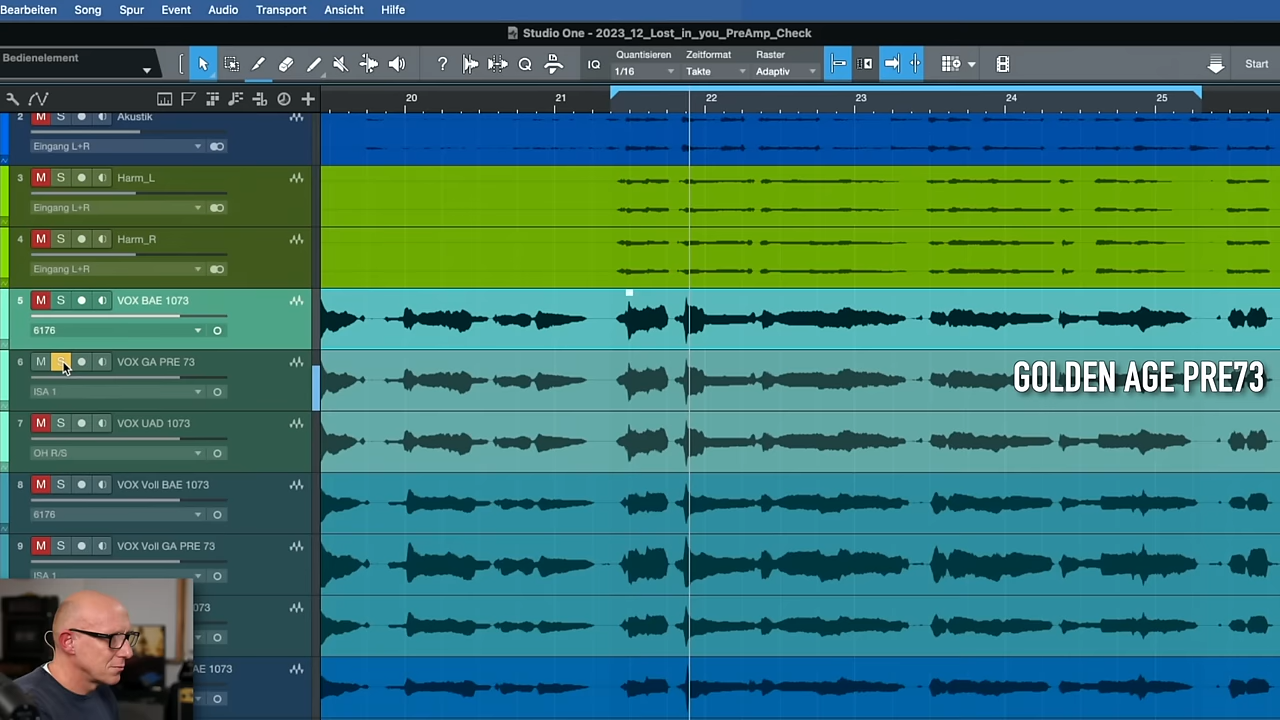 Bearbeiten Song Spur Event Audio Transport Ansicht Hilfe
Studio One - 2023_12_Lost_in_you_PreAmp_Check
Bedienelement
IQ
Quantisieren
1/16
Zeitformat
Takte
Raster
Adaptiv
Start
20 21 22 23 24 25
2 M S Akustik
Eingang L+R
3 M S Harm_L
Eingang L+R
4 M S Harm_R
Eingang L+R
5 M S VOX BAE 1073
6176
6 M S VOX GA PRE 73
ISA 1
GOLDEN AGE PRE73
7 M S VOX UAD 1073
OH R/S
8 M S VOX Voll BAE 1073
6176
9 M S VOX Voll GA PRE 73
ISA 1
073
AE 1073